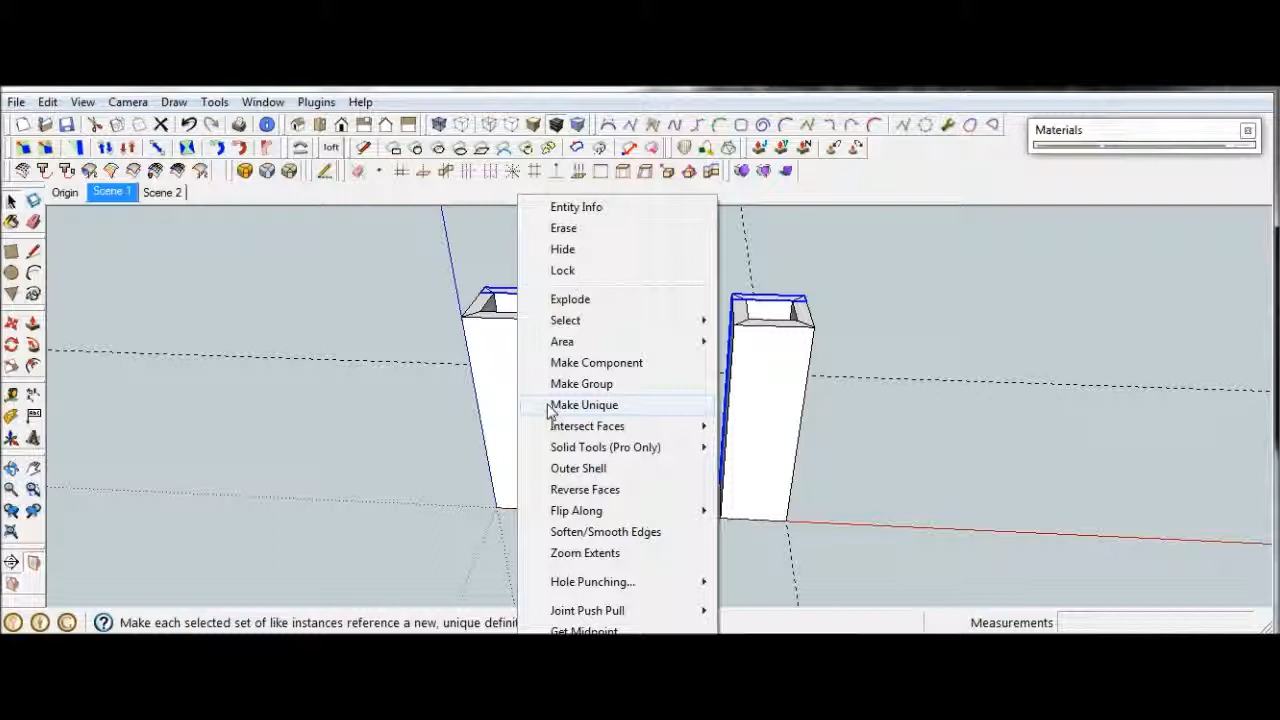 File Edit View Camera Draw Tools Window Plugins Help
Materials
loft
Origin Scene 1 Scene 2
Entity Info
Erase
Hide
Lock
Explode
Select
Area
Make Component
Make Group
Make Unique
Intersect Faces
Solid Tools (Pro Only)
Outer Shell
Reverse Faces
Flip Along
Soften/Smooth Edges
Zoom Extents
Hole Punching...
Joint Push Pull
Get Midpoint
Make each selected set of like instances reference a new, unique
Measurements